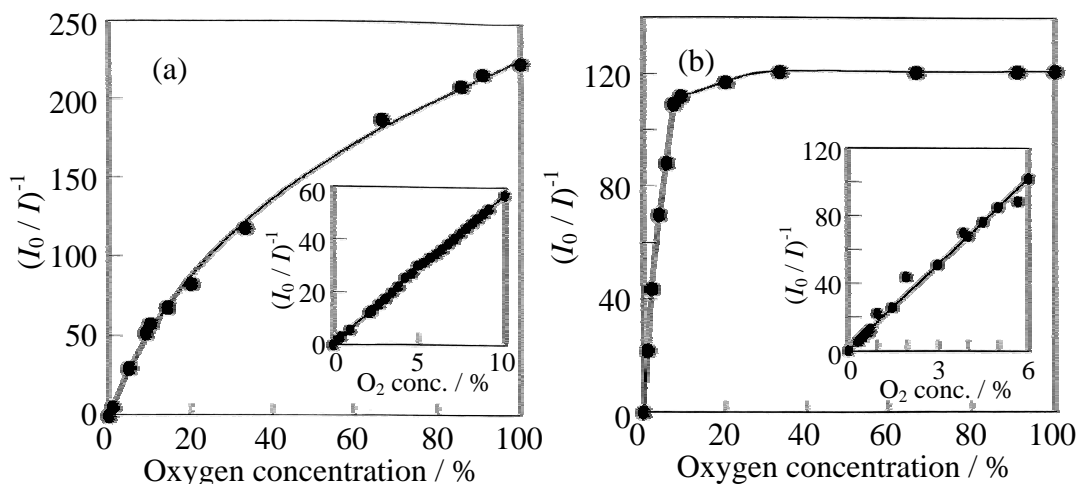 (a)
(I0 / I)-1
250
200
150
100
50
0
0 20 40 60 80 100
Oxygen concentration / %
(I0 / I)-1
60
40
20
0
0 5 10
O2 conc. / %
(b)
(I0 / I)-1
120
80
40
0
0 20 40 60 80 100
Oxygen concentration / %
(I0 / I)-1
120
80
40
0
0 3 6
O2 conc. / %